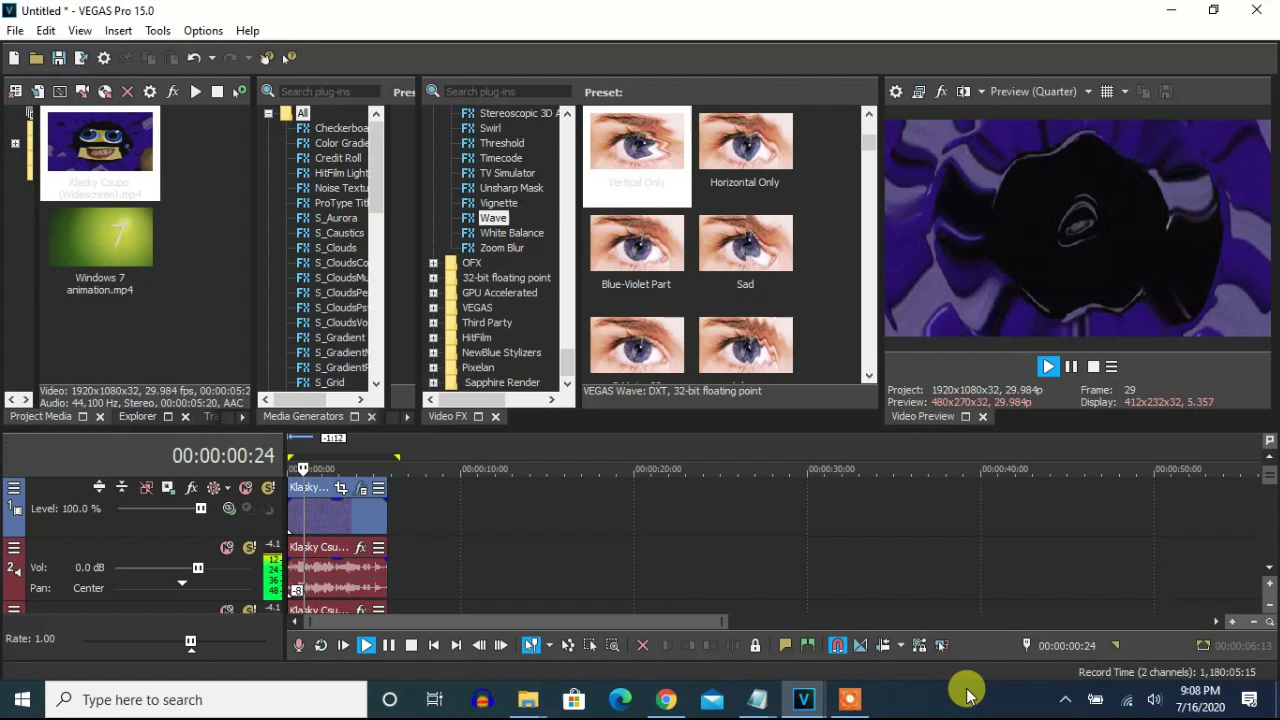 Untitled * - VEGAS Pro 15.0
File Edit View Insert Tools Options Help
Search plug-ins
Search plug-ins
Preset:
Preview (Quarter)
Klasky Csupo
(Widescreen).mp4
Windows 7
animation.mp4
Video: 1920x1080x32, 29.984 fps, 00:00:05:2
Audio: 44,100 Hz, Stereo, 00:00:05:20, AAC
Project Media
Explorer
All
Checkerboa
Color Gradie
Credit Roll
HitFilm Light
Noise Textu
ProType Titl
S_Aurora
S_Caustics
S_Clouds
S_CloudsCo
S_CloudsMu
S_CloudsPe
S_CloudsPs
S_CloudsVo
S_Gradient
S_GradientM
S_GradientR
S_Grid
Media Generators
Stereoscopic 3D A
Swirl
Threshold
Timecode
TV Simulator
Unsharp Mask
Vignette
Wave
White Balance
Zoom Blur
OFX
32-bit floating point
GPU Accelerated
VEGAS
Third Party
HitFilm
NewBlue Stylizers
Pixelan
Sapphire Render
Video FX
Vertical Only
Horizontal Only
Blue-Violet Part
Sad
VEGAS Wave: DXT, 32-bit floating point
Project: 1920x1080x32, 29.984p
Frame: 29
Preview: 480x270x32, 29.984p
Display: 412x232x32, 5.357
Video Preview
-1:12
00:00:00:24
00:00:10:00
00:00:20:00
00:00:30:00
00:00:40:00
00:00:50:00
1
Level: 100.0 %
Klasky...
2
Vol: 0.0 dB
Pan: Center
-4.1
12
24
36
48
Klasky Csu...
-8
-4.1
Klasky Csu...
Rate: 1.00
00:00:00:24
00:00:06:13
Record Time (2 channels): 1,180:05:15
Type here to search
9:08 PM
7/16/2020